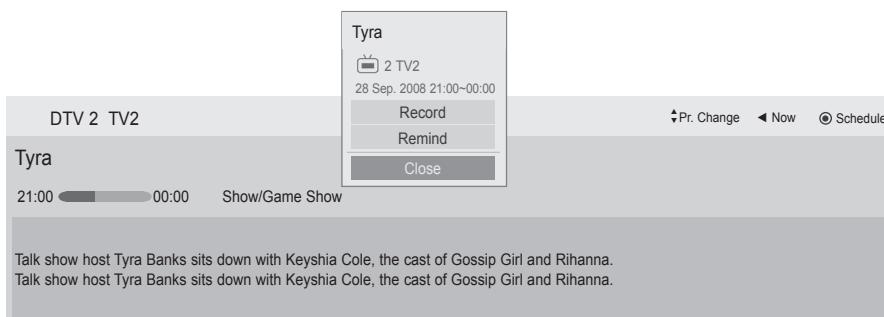 Tyra
2 TV2
28 Sep. 2008 21:00~00:00
Record
Remind
Close
DTV 2 TV2
Pr. Change ◀ Now ◉ Schedule
Tyra
21:00 00:00 Show/Game Show
Talk show host Tyra Banks sits down with Keyshia Cole, the cast of Gossip Girl and Rihanna.
Talk show host Tyra Banks sits down with Keyshia Cole, the cast of Gossip Girl and Rihanna.